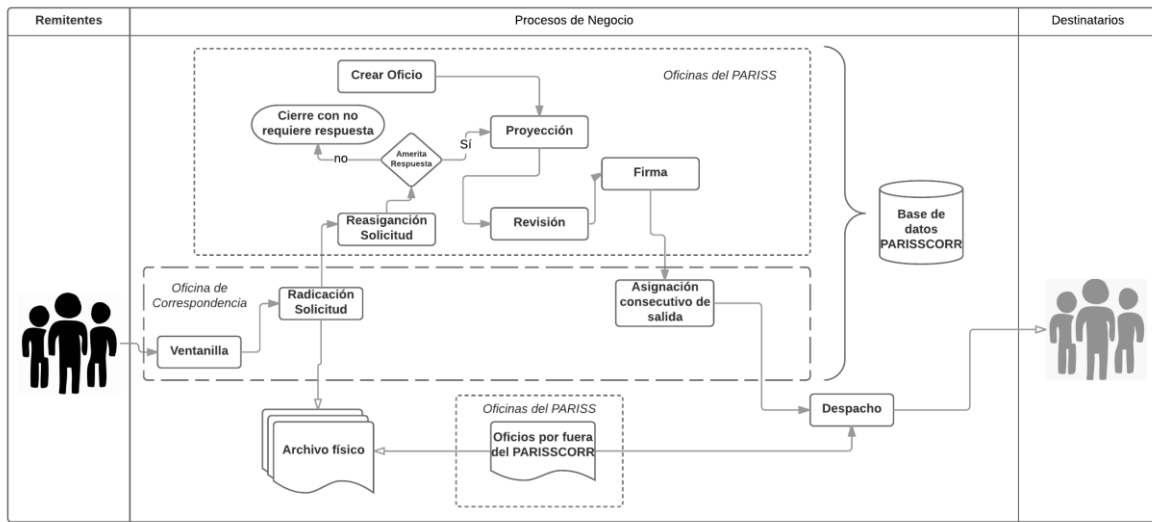 Remitentes
Procesos de Negocio
Destinatarios
Oficinas del PARISS
Crear Oficio
Cierre con no
requiere respuesta
Proyección
Amerita
Respuesta
no
Sí
Firma
Reasigancíón
Solicitud
Revisión
Base de
datos
PARISSCORR
Oficina de
Correspondencia
Radicación
Solicitud
Asignación
consecutivo de
salida
Ventanilla
Despacho
Oficinas del PARISS
Archivo físico
Oficios por fuera
del PARISSCORR